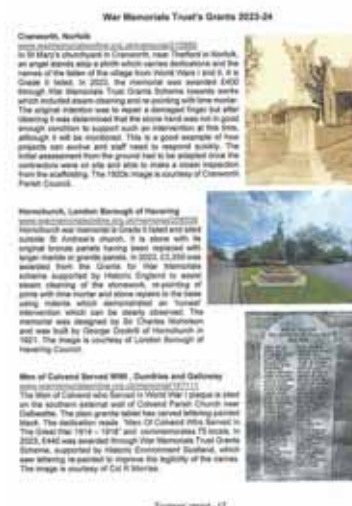 War Memorials Trust's Grants 2023-24
Cranworth, Norfolk
In St Mary's churchyard in Cranworth, near Thetford in Norfolk,
an angel stands atop a plinth which carries dedications and the
names of the fallen of the village from World Wars I and II. It is
Grade II listed. In 2022, the memorial was awarded
through War Memorials Trust Grants Scheme towards works
which included steam cleaning and re-pointing with lime mortar.
The original intention was to repair a damaged finger but after
cleaning it was determined that the stone hand was not in good
enough condition to support such an intervention at this time,
although it will be monitored. This is a good example of how
projects can evolve and staff need to respond quickly. The
initial assessment from the ground had to be adapted once the
contractors were on site and able to make a closer inspection
from the scaffolding. The 1920s image is courtesy of Cranworth
Parish Council.
Hornchurch, London Borough of Havering
Hornchurch war memorial is Grade II listed and sited
outside St Andrew's church. It is stone with its
original bronze panels having been replaced with
larger marble or granite panels. In 2023, was
awarded from the Grants for War Memorials
scheme supported by Historic England to assist
steam cleaning of the stonework, re-pointing of
joints with lime mortar and stone repairs to the base
using indents which demonstrated an 'honest'
intervention which can be clearly observed. The
memorial was designed by Sir Charles Nicholson
and was built by George of Hornchurch in
1921. The image is courtesy of London Borough of
Havering Council.
Men of Colvend Served WWI, Dumfries and Galloway
The Men of Colvend who Served in World War I plaque is sited
on the southern external wall of Colvend Parish Church near
Dalbeattie. The plain granite tablet has carved lettering painted
black. The dedication reads "Men Of Colvend Who Served In
The Great War 1914 – 1918" and commemorates 75 locals. In
2023, was awarded through War Memorials Trust Grants
Scheme, supported by Historic Environment Scotland, which
saw lettering re-painted to improve the legibility of the names.
The image is courtesy of Col R